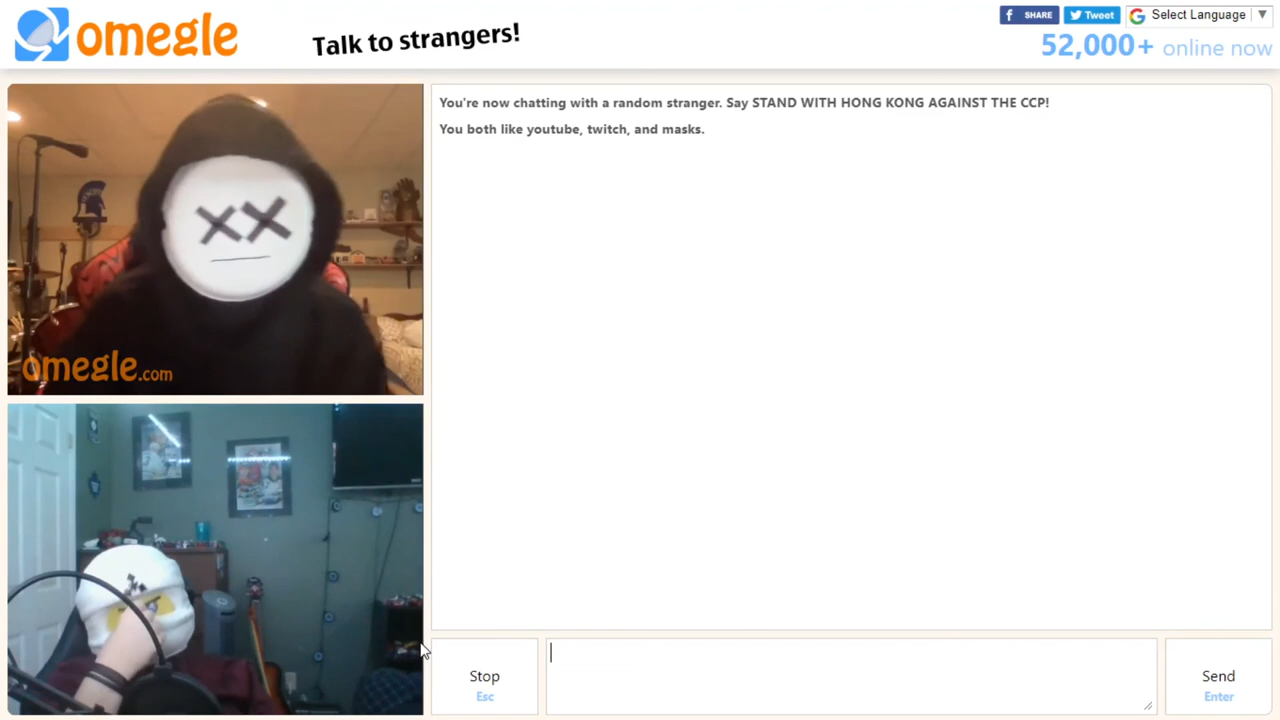 omegle
Talk to strangers!
f SHARE
Tweet
G Select Language ▼
52,000+ online now
You're now chatting with a random stranger. Say STAND WITH HONG KONG AGAINST THE CCP!
You both like youtube, twitch, and masks.
omegle.com
Stop
Esc
Send
Enter